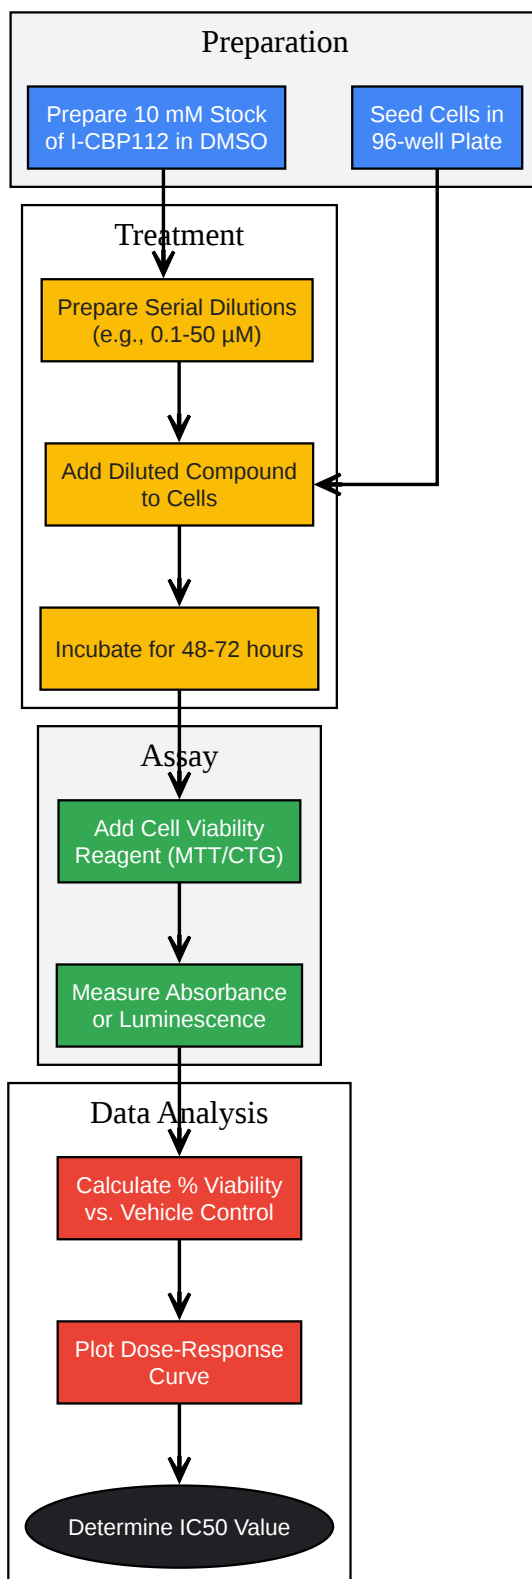 Preparation
Prepare 10 mM Stock
of I-CBP112 in DMSO
Seed Cells in
96-well Plate
Treatment
Prepare Serial Dilutions
(e.g., 0.1-50 µM)
Add Diluted Compound
to Cells
Incubate for 48-72 hours
Assay
Add Cell Viability
Reagent (MTT/CTG)
Measure Absorbance
or Luminescence
Data Analysis
Calculate % Viability
vs. Vehicle Control
Plot Dose-Response
Curve
Determine IC50 Value